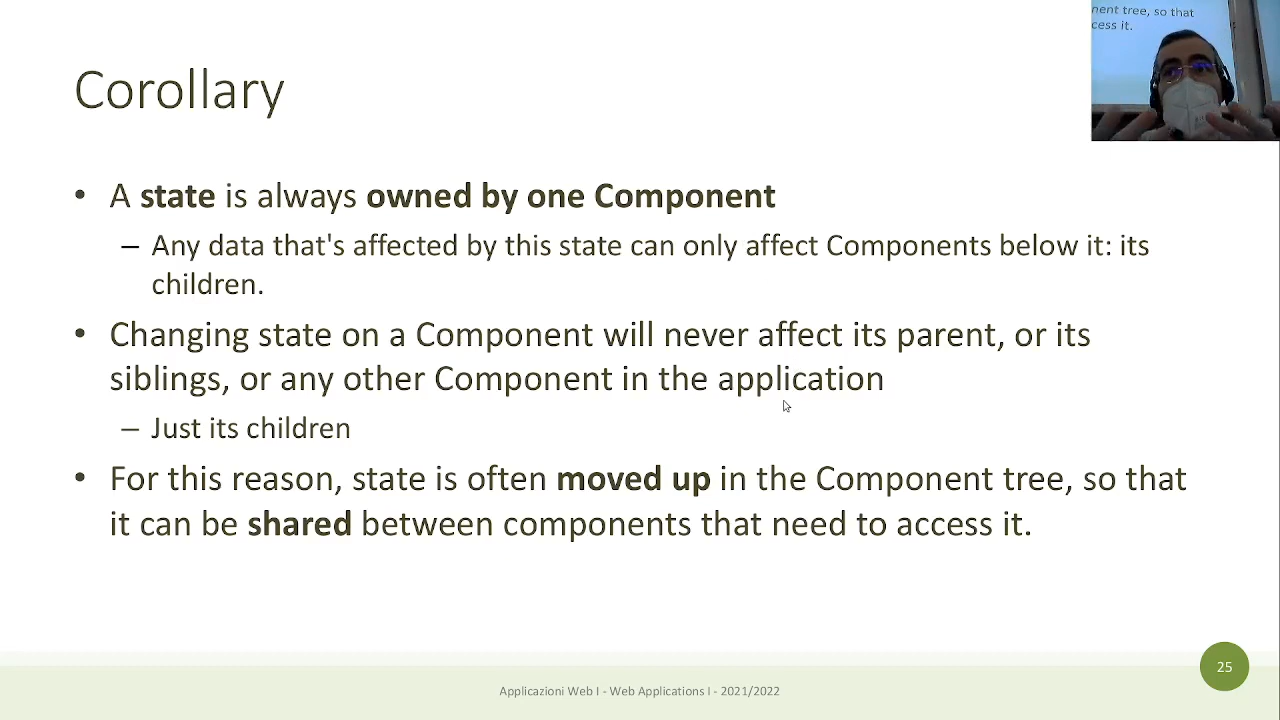 nent tree, so that
cess it.
Corollary
• A state is always owned by one Component
– Any data that's affected by this state can only affect Components below it: its
children.
• Changing state on a Component will never affect its parent, or its
siblings, or any other Component in the application
– Just its children
• For this reason, state is often moved up in the Component tree, so that
it can be shared between components that need to access it.
25
Applicazioni Web I - Web Applications I - 2021/2022